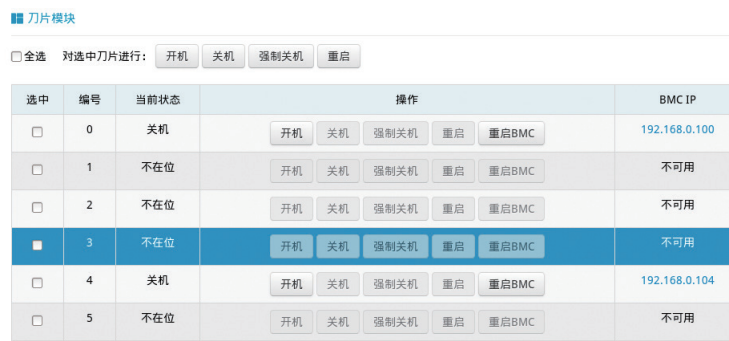 刀片模块
全选 对选中刀片进行： 开机 关机 强制关机 重启
选中 编号 当前状态 操作 BMC IP
0 关机 开机 关机 强制关机 重启 重启BMC 192.168.0.100
1 不在位 开机 关机 强制关机 重启 重启BMC 不可用
2 不在位 开机 关机 强制关机 重启 重启BMC 不可用
3 不在位 开机 关机 强制关机 重启 重启BMC 不可用
4 关机 开机 关机 强制关机 重启 重启BMC 192.168.0.104
5 不在位 开机 关机 强制关机 重启 重启BMC 不可用